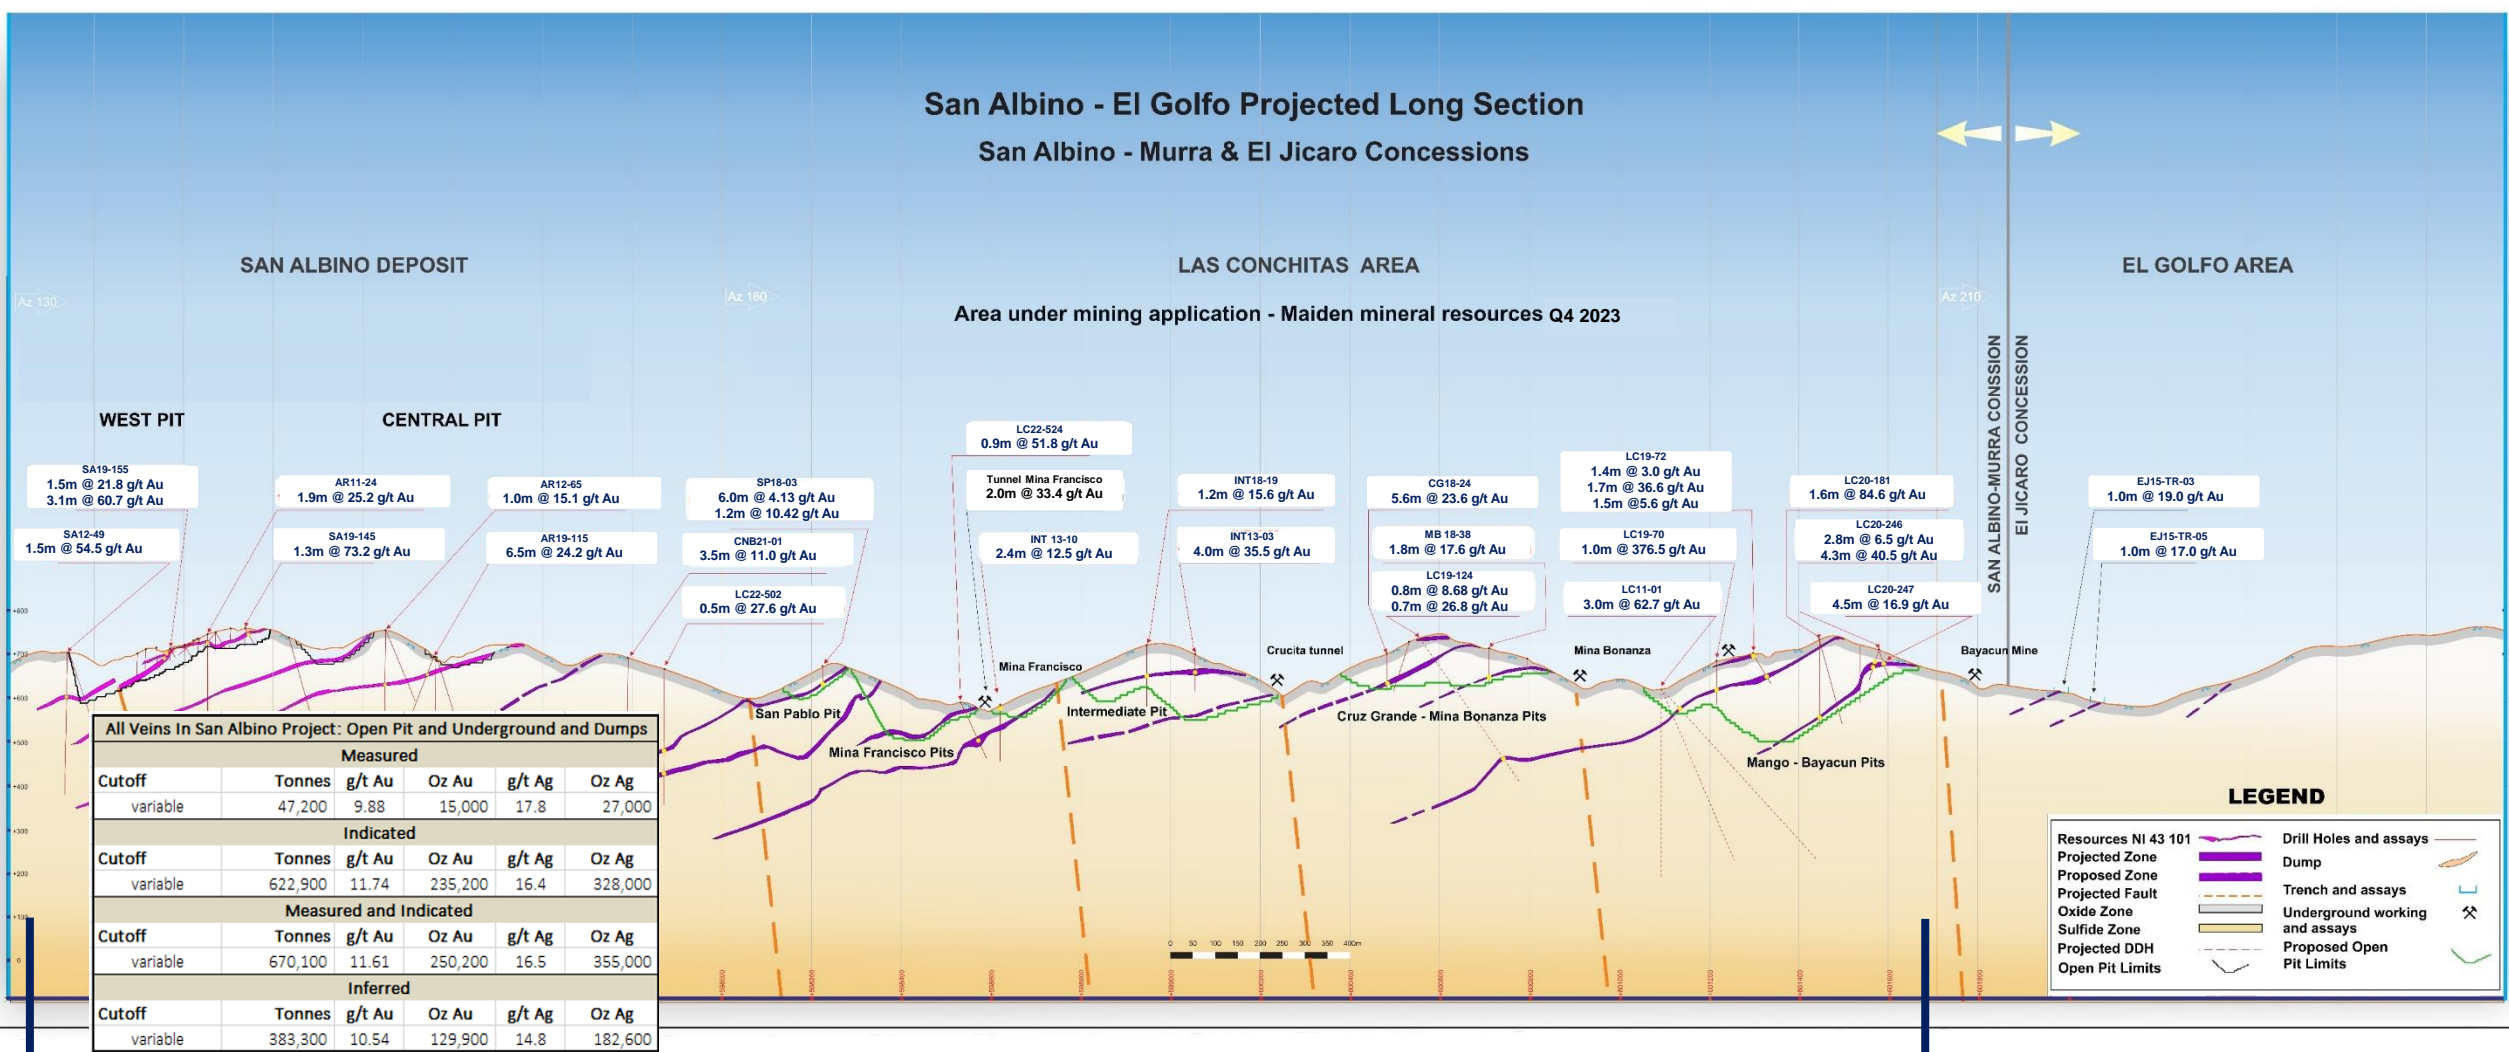 San Albino - El Golfo Projected Long Section
San Albino - Murra & El Jicaro Concessions
SAN ALBINO DEPOSIT
LAS CONCHITAS AREA
EL GOLFO AREA
Az 130
Az 180
Az 210
Area under mining application - Maiden mineral resources Q4 2023
SAN ALBINO-MURRA CONSSION
El JICARO CONCESSION
WEST PIT
CENTRAL PIT
SA19-155
1.5m @ 21.8 g/t Au
3.1m @ 60.7 g/t Au
SA12-49
1.5m @ 54.5 g/t Au
AR11-24
1.9m @ 25.2 g/t Au
SA19-145
1.3m @ 73.2 g/t Au
AR12-65
1.0m @ 15.1 g/t Au
AR19-115
6.5m @ 24.2 g/t Au
SP18-03
6.0m @ 4.13 g/t Au
1.2m @ 10.42 g/t Au
CNB21-01
3.5m @ 11.0 g/t Au
LC22-502
0.5m @ 27.6 g/t Au
LC22-524
0.9m @ 51.8 g/t Au
Tunnel Mina Francisco
2.0m @ 33.4 g/t Au
INT 13-10
2.4m @ 12.5 g/t Au
INT18-19
1.2m @ 15.6 g/t Au
INT13-03
4.0m @ 35.5 g/t Au
CG18-24
5.6m @ 23.6 g/t Au
MB 18-38
1.8m @ 17.6 g/t Au
LC19-124
0.8m @ 8.68 g/t Au
0.7m @ 26.8 g/t Au
LC19-72
1.4m @ 3.0 g/t Au
1.7m @ 36.6 g/t Au
1.5m @5.6 g/t Au
LC19-70
1.0m @ 376.5 g/t Au
LC11-01
3.0m @ 62.7 g/t Au
LC20-181
1.6m @ 84.6 g/t Au
LC20-246
2.8m @ 6.5 g/t Au
4.3m @ 40.5 g/t Au
LC20-247
4.5m @ 16.9 g/t Au
EJ15-TR-03
1.0m @ 19.0 g/t Au
EJ15-TR-05
1.0m @ 17.0 g/t Au
+800
+700
+600
+500
+400
+300
+200
+100
0
Mina Francisco
Crucita tunnel
Mina Bonanza
Bayacun Mine
San Pablo Pit
Mina Francisco Pits
Intermediate Pit
Cruz Grande - Mina Bonanza Pits
Mango - Bayacun Pits
All Veins In San Albino Project: Open Pit and Underground and Dumps
Measured
Cutoff Tonnes g/t Au Oz Au g/t Ag Oz Ag
variable 47,200 9.88 15,000 17.8 27,000
Indicated
Cutoff Tonnes g/t Au Oz Au g/t Ag Oz Ag
variable 622,900 11.74 235,200 16.4 328,000
Measured and Indicated
Cutoff Tonnes g/t Au Oz Au g/t Ag Oz Ag
variable 670,100 11.61 250,200 16.5 355,000
Inferred
Cutoff Tonnes g/t Au Oz Au g/t Ag Oz Ag
variable 383,300 10.54 129,900 14.8 182,600
0 50 100 150 200 250 300 350 400m
LEGEND
Resources NI 43 101
Projected Zone
Proposed Zone
Projected Fault
Oxide Zone
Sulfide Zone
Projected DDH
Open Pit Limits
Drill Holes and assays
Dump
Trench and assays
Underground working
and assays
Proposed Open
Pit Limits